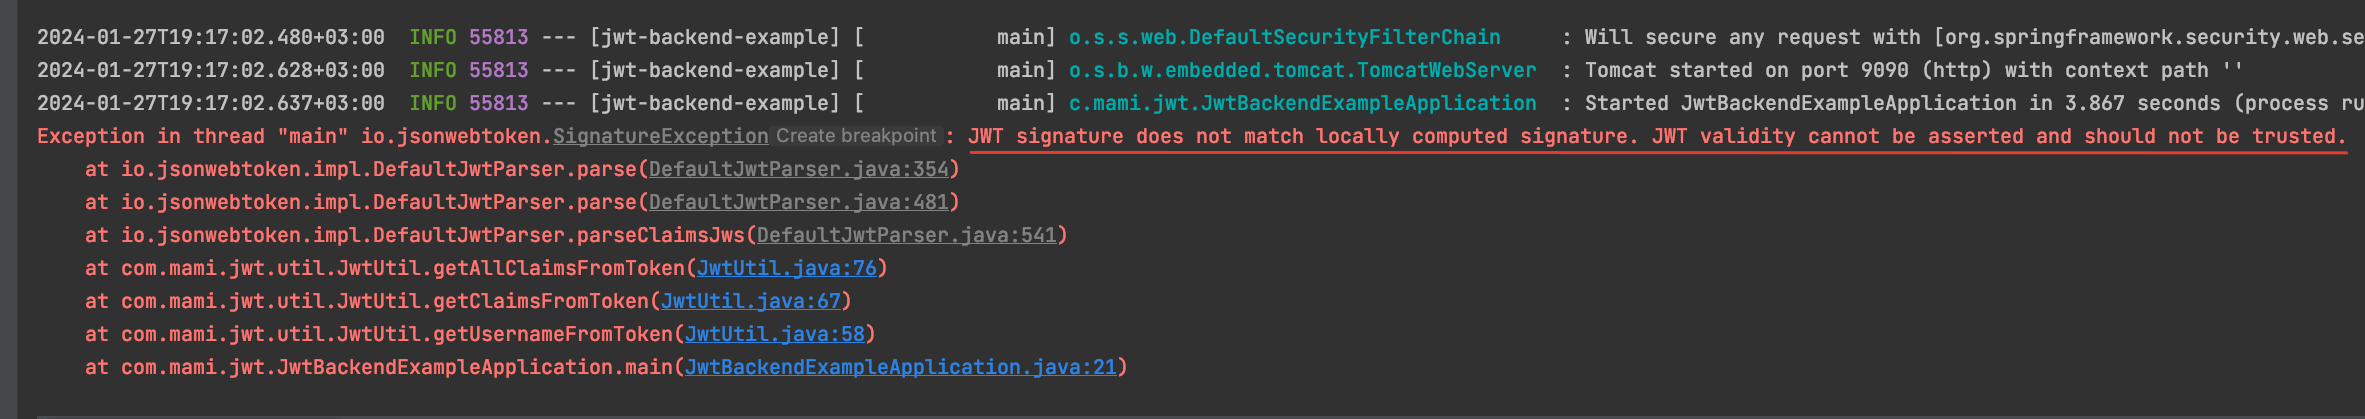 2024-01-27T19:17:02.480+03:00  INFO 55813 --- [jwt-backend-example] [           main] o.s.s.web.DefaultSecurityFilterChain     : Will secure any request with [org.springframework.security.web.se
2024-01-27T19:17:02.628+03:00  INFO 55813 --- [jwt-backend-example] [           main] o.s.b.w.embedded.tomcat.TomcatWebServer  : Tomcat started on port 9090 (http) with context path ''
2024-01-27T19:17:02.637+03:00  INFO 55813 --- [jwt-backend-example] [           main] c.mami.jwt.JwtBackendExampleApplication  : Started JwtBackendExampleApplication in 3.867 seconds (process ru
Exception in thread "main" io.jsonwebtoken.SignatureException Create breakpoint : JWT signature does not match locally computed signature. JWT validity cannot be asserted and should not be trusted.
    at io.jsonwebtoken.impl.DefaultJwtParser.parse(DefaultJwtParser.java:354)
    at io.jsonwebtoken.impl.DefaultJwtParser.parse(DefaultJwtParser.java:481)
    at io.jsonwebtoken.impl.DefaultJwtParser.parseClaimsJws(DefaultJwtParser.java:541)
    at com.mami.jwt.util.JwtUtil.getAllClaimsFromToken(JwtUtil.java:76)
    at com.mami.jwt.util.JwtUtil.getClaimsFromToken(JwtUtil.java:67)
    at com.mami.jwt.util.JwtUtil.getUsernameFromToken(JwtUtil.java:58)
    at com.mami.jwt.JwtBackendExampleApplication.main(JwtBackendExampleApplication.java:21)